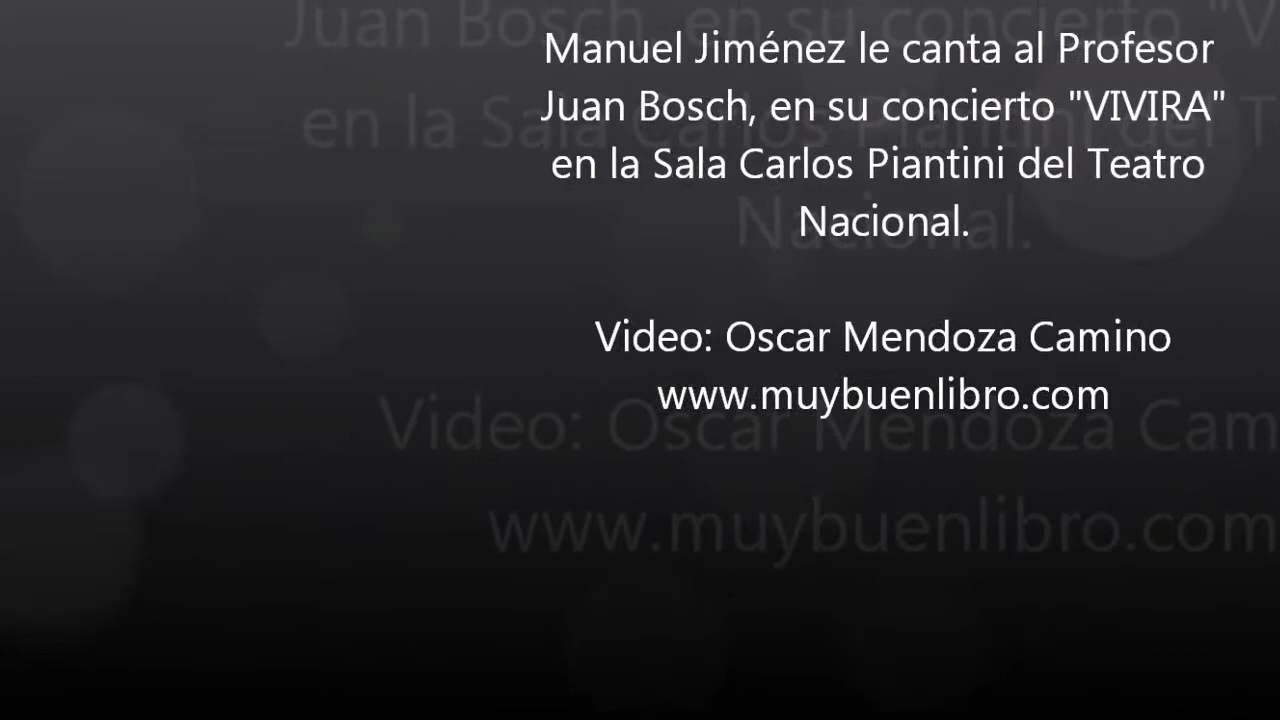 Manuel Jiménez le canta al Profesor
Juan Bosch, en su concierto "VIVIRA"
en la Sala Carlos Piantini del Teatro
Nacional.
Video: Oscar Mendoza Camino
www.muybuenlibro.com